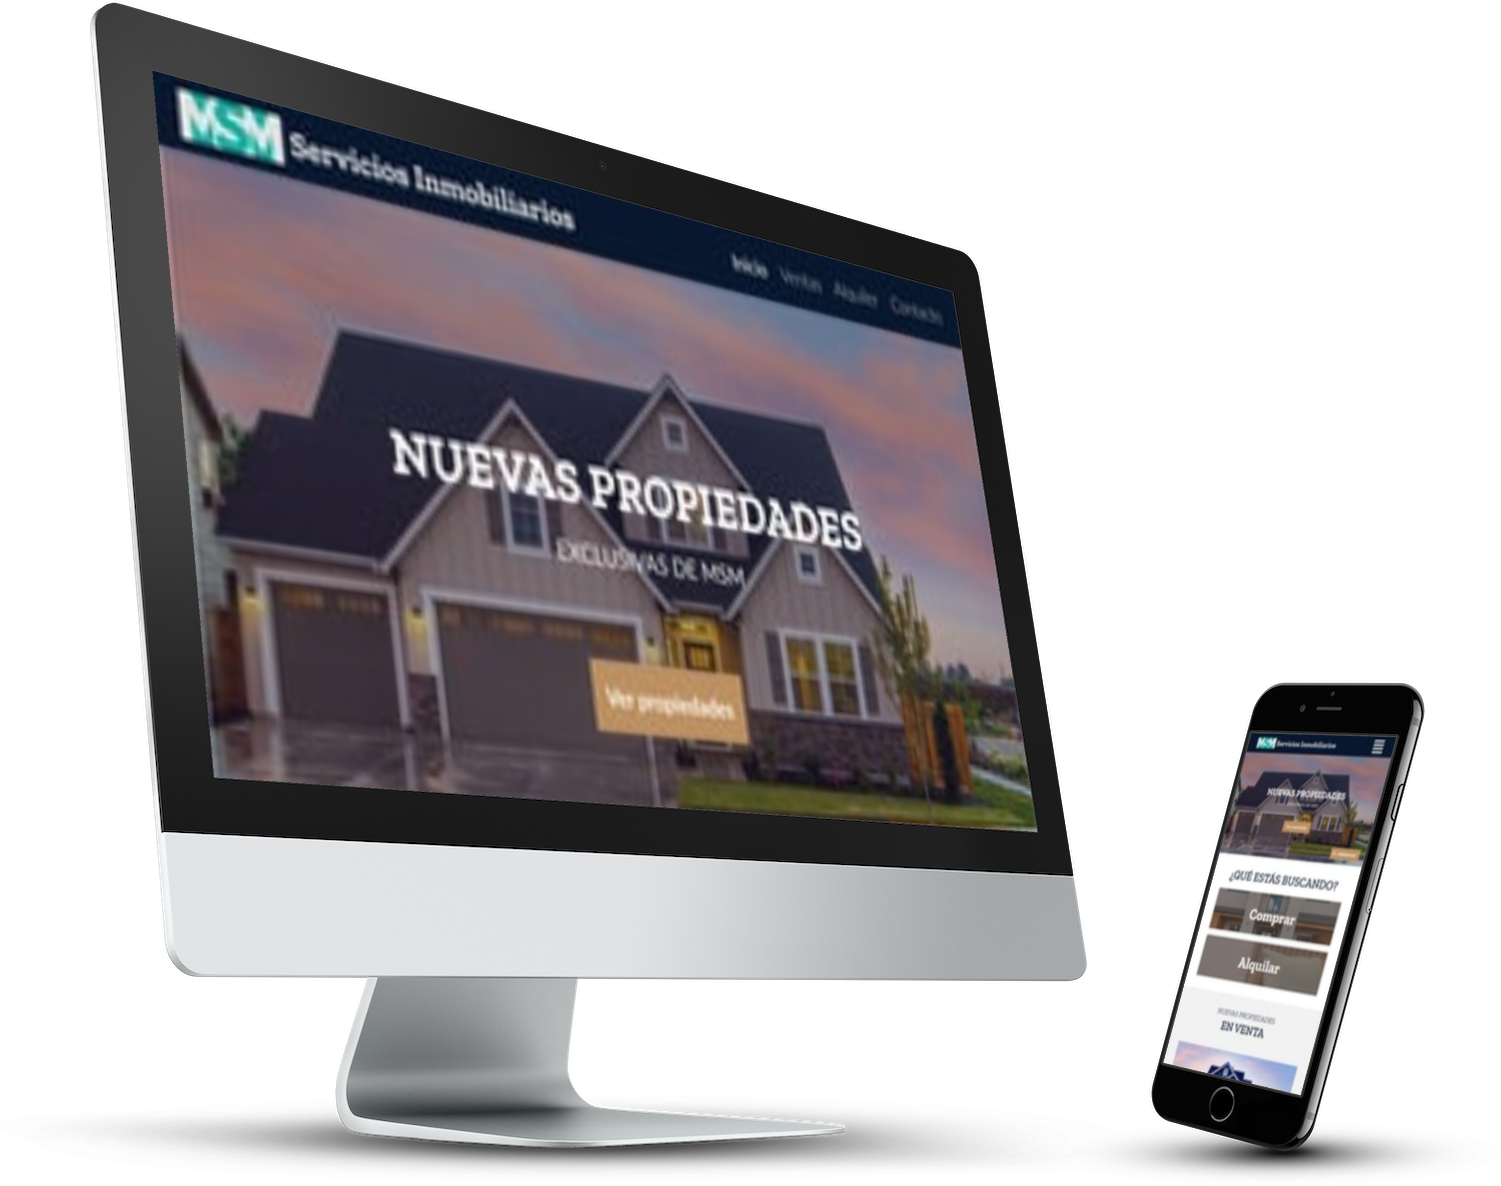 MSM Servicios Inmobiliarios
Inicio Ventas Alquiler Contacto
NUEVAS PROPIEDADES
EXCLUSIVAS DE MSM
Ver propiedades
MSM Servicios Inmobiliarios
NUEVAS PROPIEDADES
¿QUÉ ESTÁS BUSCANDO?
Comprar
Alquilar
NUEVAS PROPIEDADES
EN VENTA